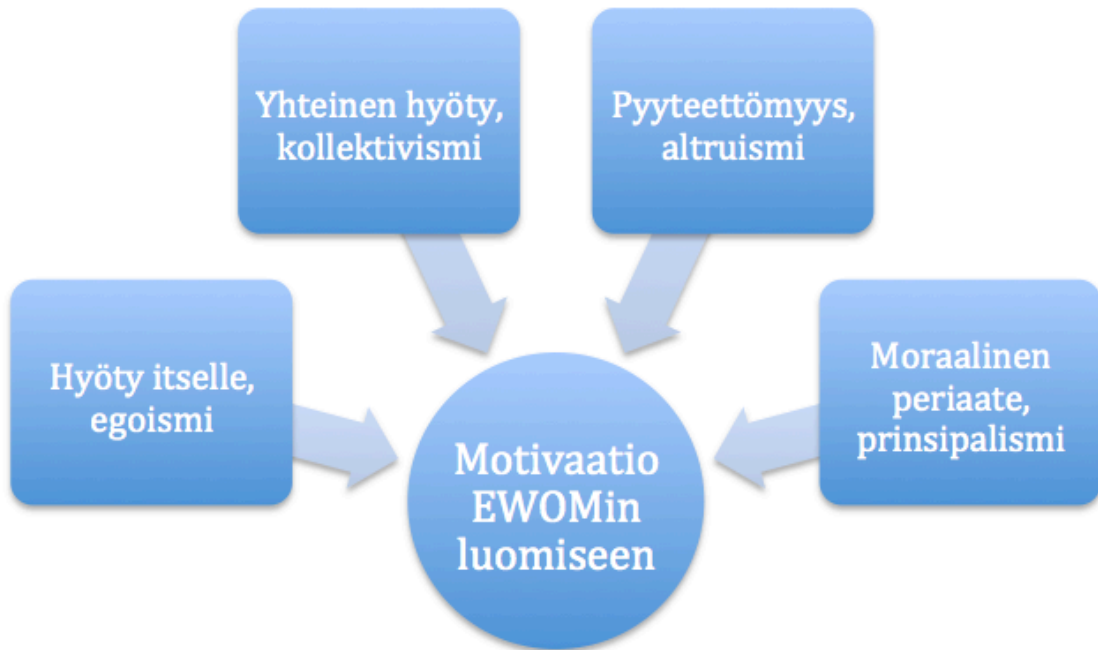 Yhteinen hyöty,
kollektivismi
Pyyteettömyys,
altruismi
Hyöty itselle,
egoismi
Moraalinen
periaate,
prinsipalismi
Motivaatio
EWOMin
luomiseen